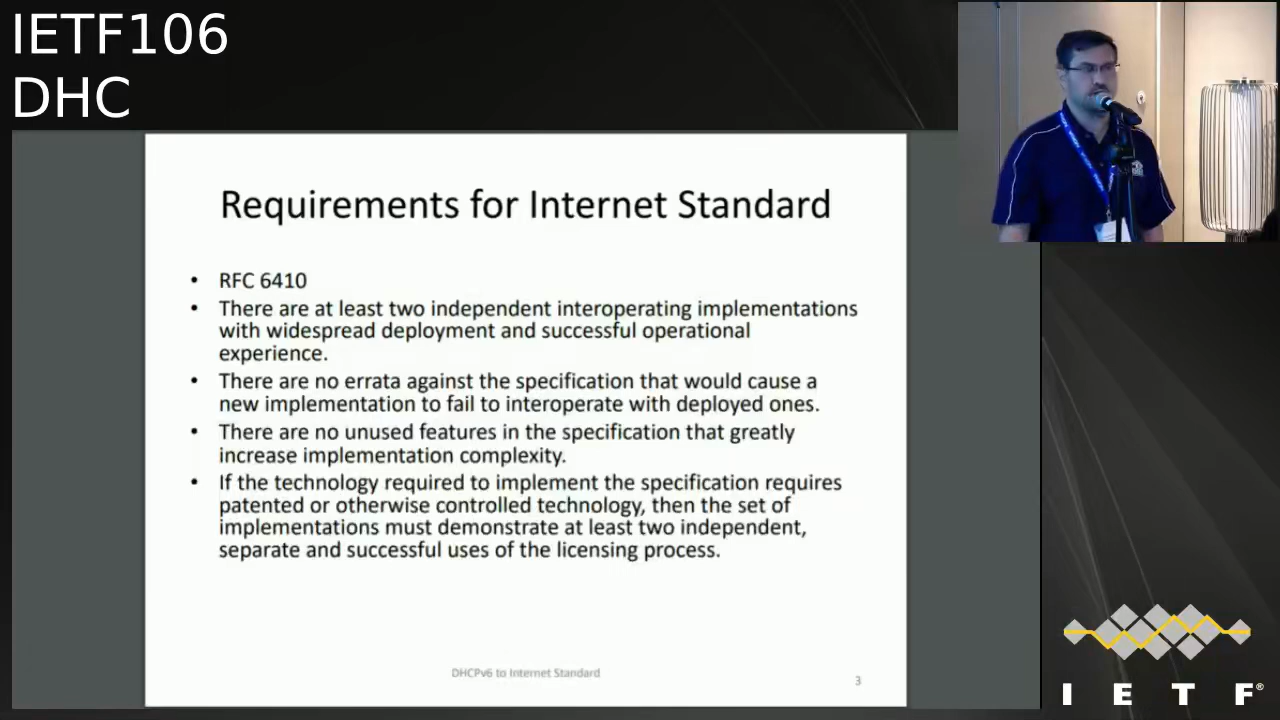 IETF106
DHC
Requirements for Internet Standard
• RFC 6410
• There are at least two independent interoperating implementations
with widespread deployment and successful operational
experience.
• There are no errata against the specification that would cause a
new implementation to fail to interoperate with deployed ones.
• There are no unused features in the specification that greatly
increase implementation complexity.
• If the technology required to implement the specification requires
patented or otherwise controlled technology, then the set of
implementations must demonstrate at least two independent,
separate and successful uses of the licensing process.
DHCPv6 to Internet Standard
3
I E T F®